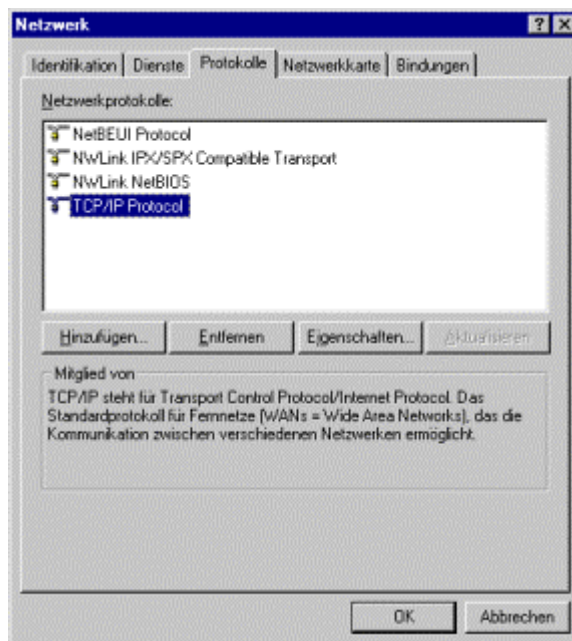 Netzwerk
Identifikation Dienste Protokolle Netzwerkkarte Bindungen
Netzwerkprotokolle:
NetBEUI Protocol
NWLink IPX/SPX Compatible Transport
NWLink NetBIOS
TCP/IP Protocol
Hinzufügen... Entfernen Eigenschaften... Aktualisieren
Mitglied von
TCP/IP steht für Transport Control Protocol/Internet Protocol. Das
Standardprotokoll für Fernnetze (WANs = Wide Area Networks), das die
Kommunikation zwischen verschiedenen Netzwerken ermöglicht.
OK Abbrechen